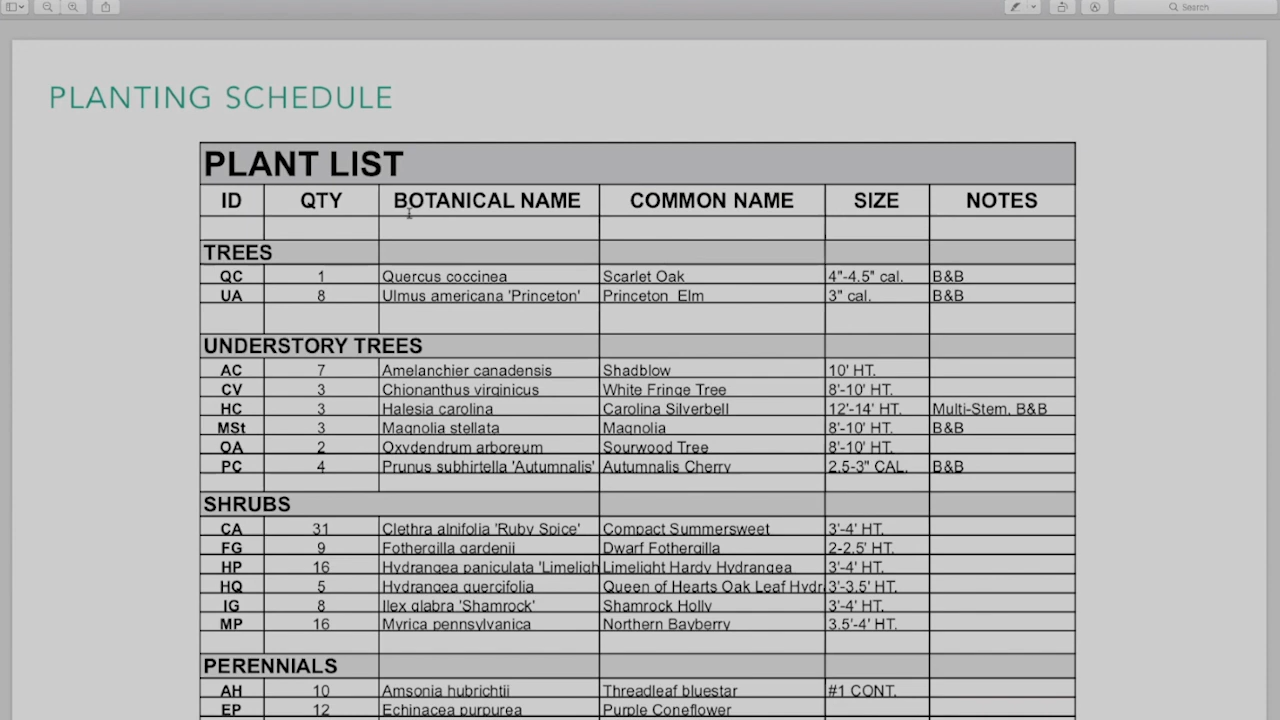 Search
PLANTING SCHEDULE
PLANT LIST
ID QTY BOTANICAL NAME COMMON NAME SIZE NOTES
TREES
QC 1 Quercus coccinea Scarlet Oak 4"-4.5" cal. B&B
UA 8 Ulmus americana 'Princeton' Princeton Elm 3" cal. B&B
UNDERSTORY TREES
AC 7 Amelanchier canadensis Shadblow 10' HT.
CV 3 Chionanthus virginicus White Fringe Tree 8'-10' HT.
HC 3 Halesia carolina Carolina Silverbell 12'-14' HT. Multi-Stem, B&B
MSt 3 Magnolia stellata Magnolia 8'-10' HT. B&B
OA 2 Oxydendrum arboreum Sourwood Tree 8'-10' HT.
PC 4 Prunus subhirtella 'Autumnalis' Autumnalis Cherry 2.5-3" CAL. B&B
SHRUBS
CA 31 Clethra alnifolia 'Ruby Spice' Compact Summersweet 3'-4' HT.
FG 9 Fothergilla gardenii Dwarf Fothergilla 2-2.5' HT.
HP 16 Hydrangea paniculata 'Limeligh Limelight Hardy Hydrangea 3'-4' HT.
HQ 5 Hydrangea quercifolia Queen of Hearts Oak Leaf Hydr 3'-3.5' HT.
IG 8 Ilex glabra 'Shamrock' Shamrock Holly 3'-4' HT.
MP 16 Myrica pennsylvanica Northern Bayberry 3.5'-4' HT.
PERENNIALS
AH 10 Amsonia hubrichtii Threadleaf bluestar #1 CONT.
EP 12 Echinacea purpurea Purple Coneflower